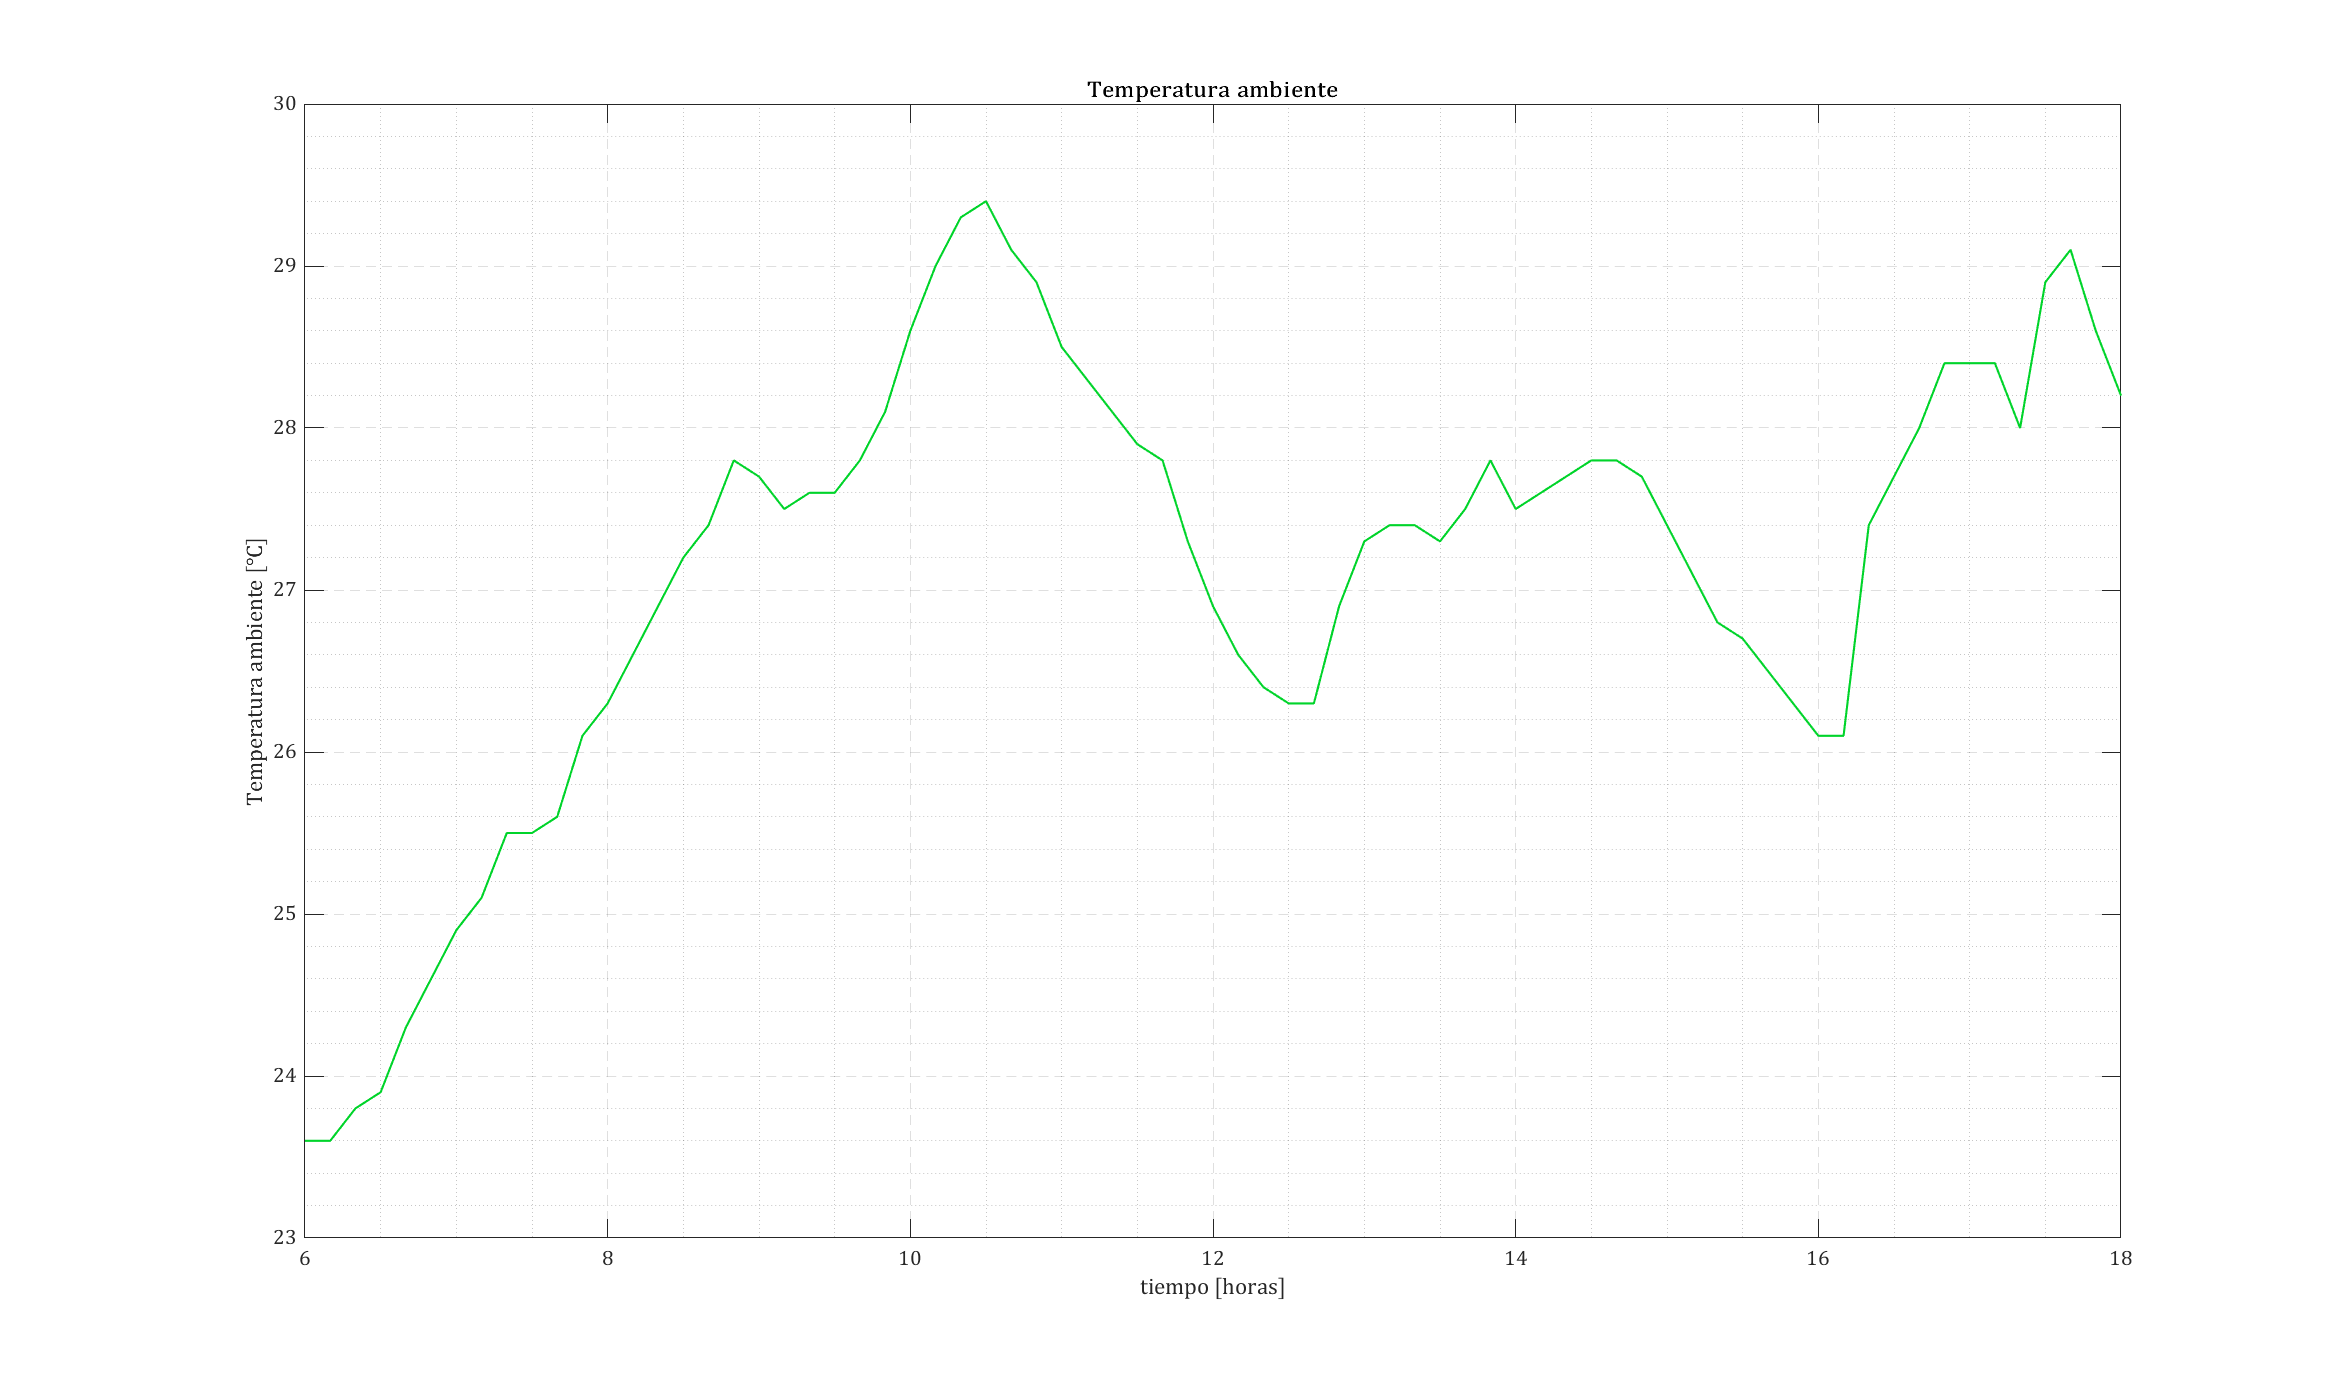 Temperatura ambiente
30
29
28
27
26
25
24
23
Temperatura ambiente [°C]
6 8 10 12 14 16 18
tiempo [horas]